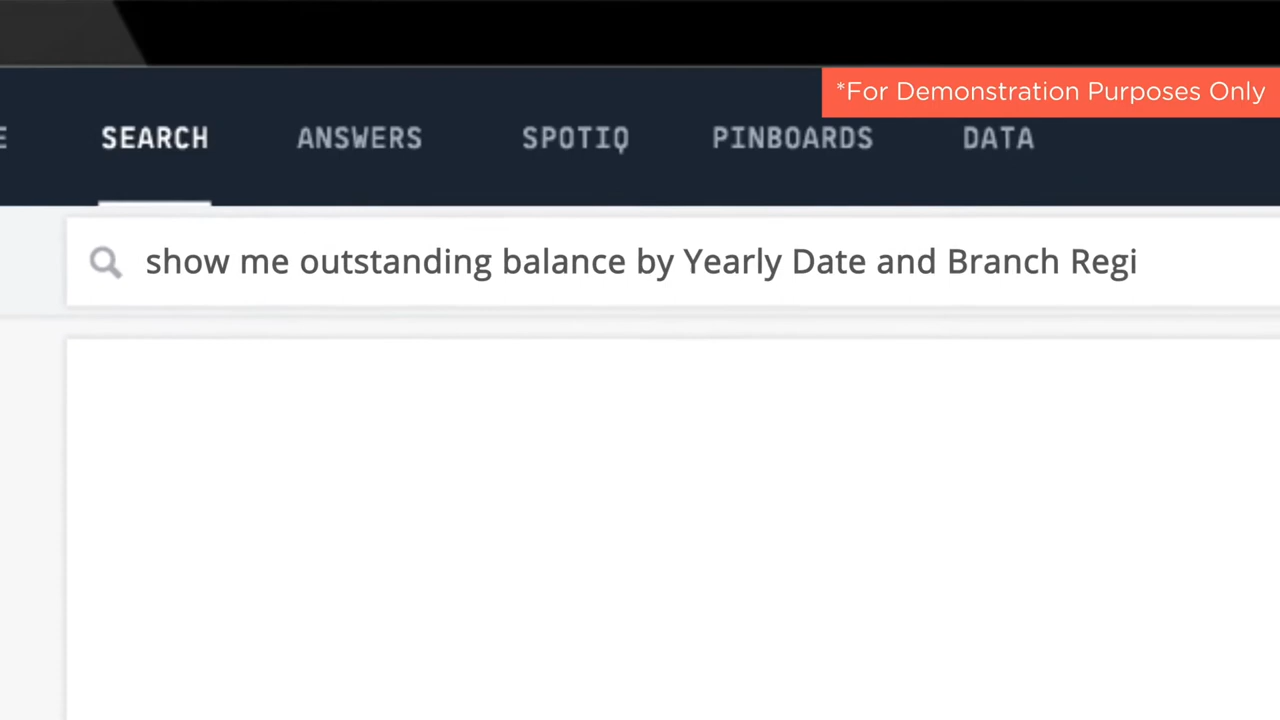 *For Demonstration Purposes Only
E SEARCH ANSWERS SPOTIQ PINBOARDS DATA
show me outstanding balance by Yearly Date and Branch Regi